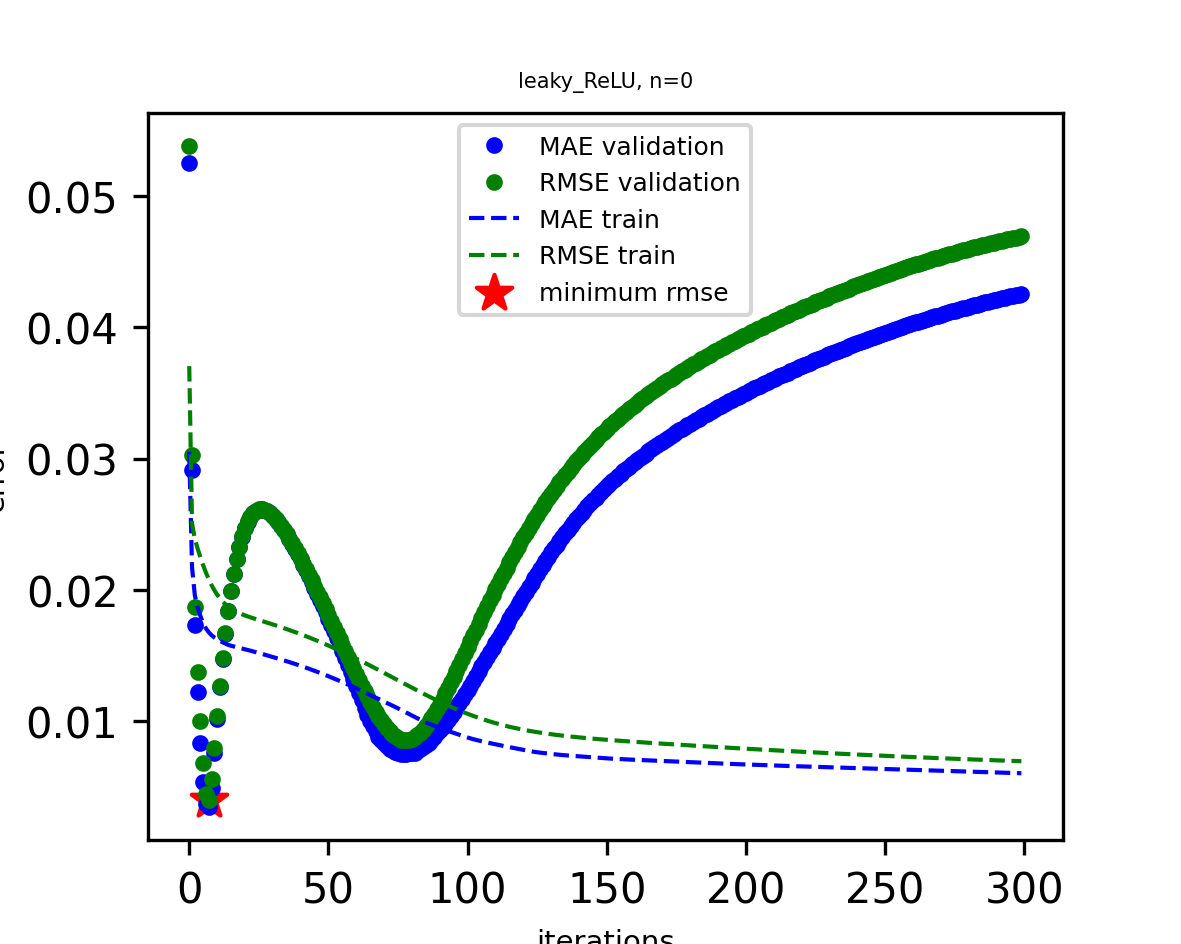 leaky_ReLU, n=0
MAE validation
RMSE validation
MAE train
RMSE train
minimum rmse
0.05
0.04
0.03
0.02
0.01
0 50 100 150 200 250 300
iterations